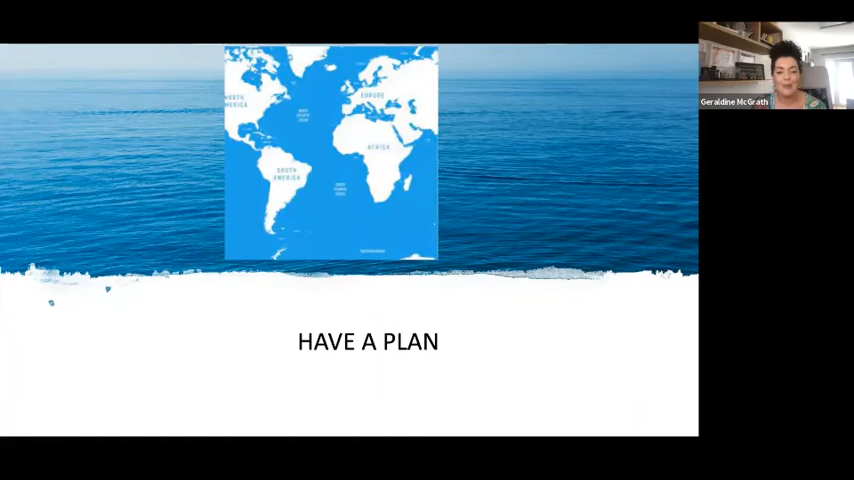 NORTH
AMERICA
EUROPE
AFRICA
SOUTH
AMERICA
Geraldine McGrath
HAVE A PLAN